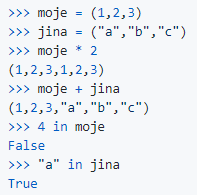 >>> moje = (1,2,3)
>>> jina = ("a","b","c")
>>> moje * 2
(1,2,3,1,2,3)
>>> moje + jina
(1,2,3,"a","b","c")
>>> 4 in moje
False
>>> "a" in jina
True